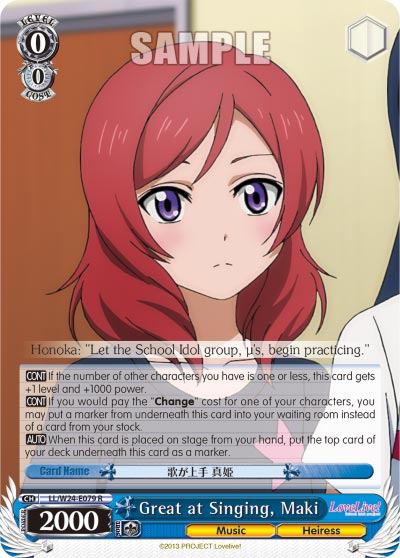 LEVEL
0
SAMPLE
0
COST
Honoka: "Let the School Idol group, μ's, begin practicing."
CONT If the number of other characters you have is one or less, this card gets
+1 level and +1000 power.
CONT If you would pay the "Change" cost for one of your characters, you
may put a marker from underneath this card into your waiting room instead
of a card from your stock.
AUTO When this card is placed on stage from your hand, put the top card of
your deck underneath this card as a marker.
Card Name 歌が上手 真姫
CH LL/W24-E079 R
POWER 2000
Great at Singing, Maki LoveLive!
Music Heiress
©2013 PROJECT Lovelive!